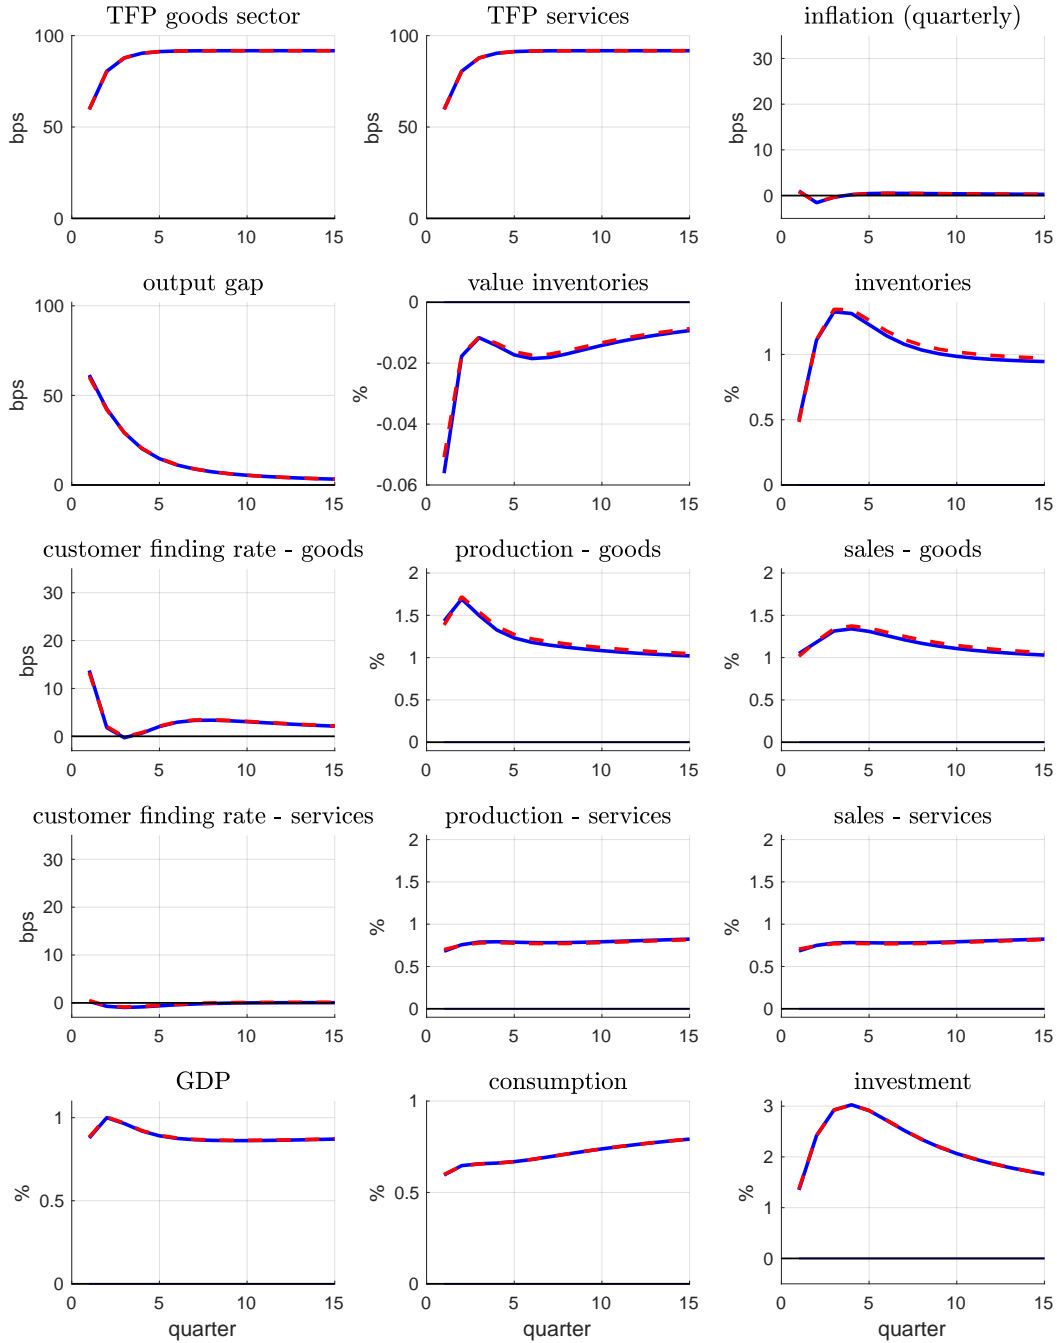 TFP goods sector
TFP services
inflation (quarterly)
100
50
0
bps
0 5 10 15
100
50
0
bps
0 5 10 15
30
20
10
0
bps
0 5 10 15
output gap
value inventories
inventories
100
50
0
bps
0 5 10 15
0
-0.02
-0.04
-0.06
%
0 5 10 15
1
0.5
0
%
0 5 10 15
customer finding rate - goods
production - goods
sales - goods
30
20
10
0
bps
0 5 10 15
2
1.5
1
0.5
0
%
0 5 10 15
2
1.5
1
0.5
0
%
0 5 10 15
customer finding rate - services
production - services
sales - services
30
20
10
0
bps
0 5 10 15
2
1.5
1
0.5
0
%
0 5 10 15
2
1.5
1
0.5
0
%
0 5 10 15
GDP
consumption
investment
1
0.5
0
%
0 5 10 15
quarter
1
0.5
0
%
0 5 10 15
quarter
3
2
1
0
%
0 5 10 15
quarter